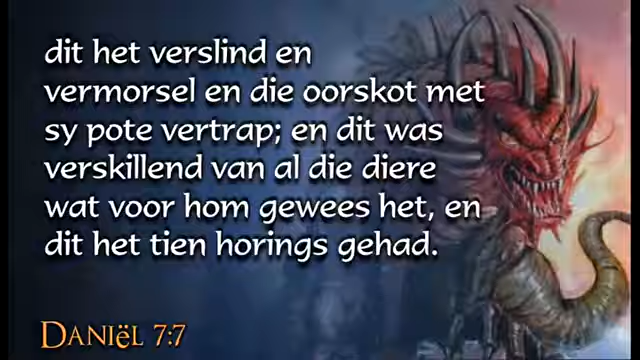 dit het verslind en
vermorsel en die oorskot met
sy pote vertrap; en dit was
verskillend van al die diere
wat voor hom gewees het, en
dit het tien horings gehad.
Daniël 7:7